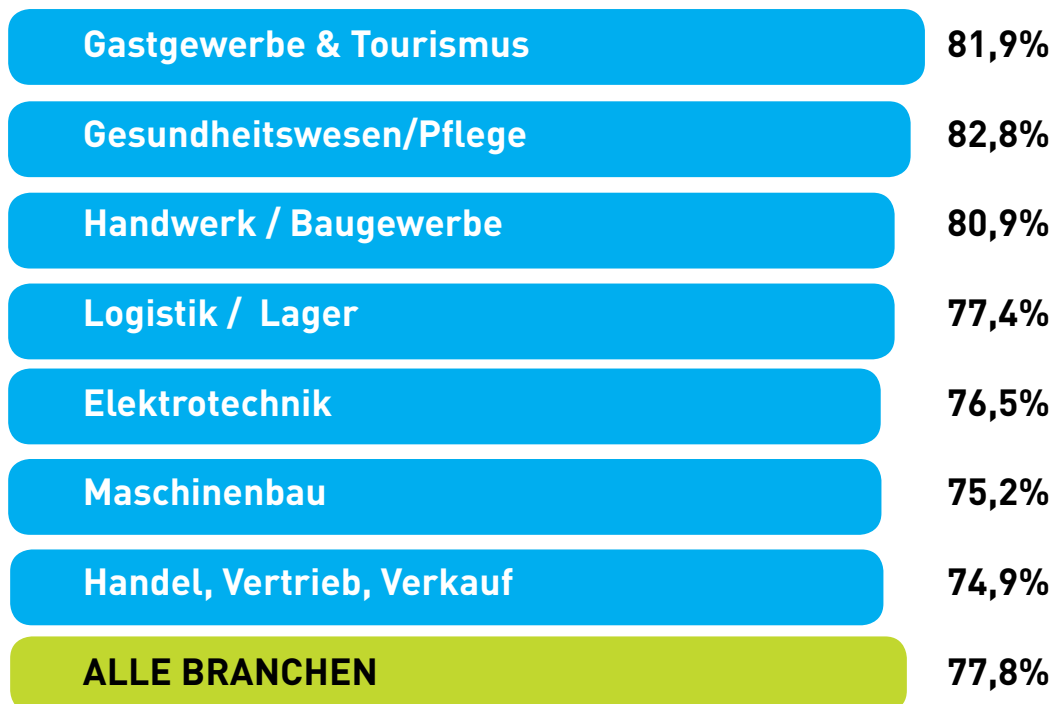 Gastgewerbe & Tourismus 81,9%
Gesundheitswesen/Pflege 82,8%
Handwerk / Baugewerbe 80,9%
Logistik / Lager 77,4%
Elektrotechnik 76,5%
Maschinenbau 75,2%
Handel, Vertrieb, Verkauf 74,9%
ALLE BRANCHEN 77,8%